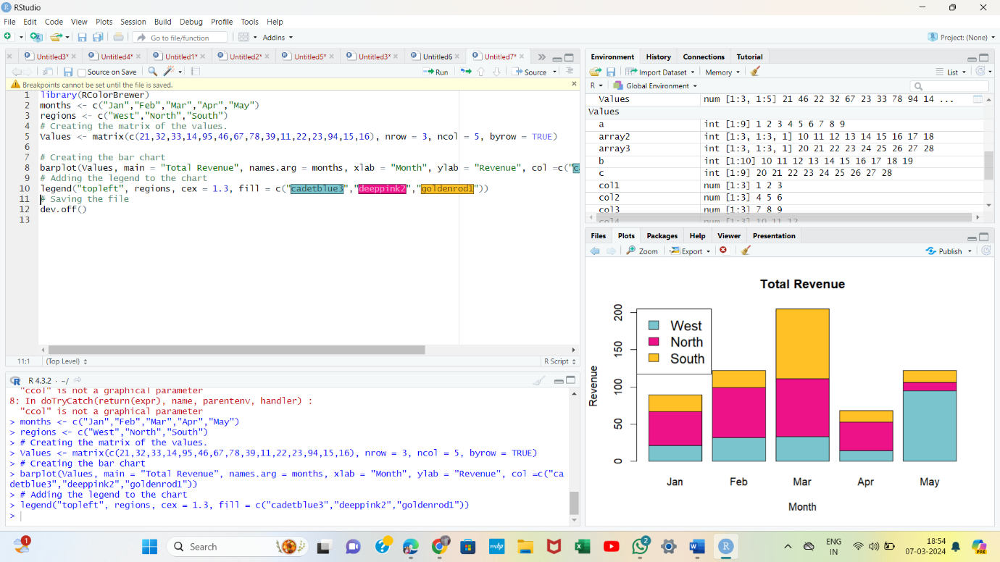 RStudio
File Edit Code View Plots Session Build Debug Profile Tools Help
Go to file/function Addins Project: (None)
Untitled3* Untitled4* Untitled1* Untitled2* Untitled5* Untitled3* Untitled6 Untitled7*
Source on Save Run Source
Breakpoints cannot be set until the file is saved.
1 library(RColorBrewer)
2 months <- c("Jan","Feb","Mar","Apr","May")
3 regions <- c("West","North","South")
4 # Creating the matrix of the values.
5 Values <- matrix(c(21,32,33,14,95,46,67,78,39,11,22,23,94,15,16), nrow = 3, ncol = 5, byrow = TRUE)
6
7 # Creating the bar chart
8 barplot(Values, main = "Total Revenue", names.arg = months, xlab = "Month", ylab = "Revenue", col =c("c
9 # Adding the legend to the chart
10 legend("topleft", regions, cex = 1.3, fill = c("cadetblue3","deeppink2","goldenrod1"))
11 # Saving the file
12 dev.off()
13
11:1 (Top Level) R Script
R 4.3.2 · ~/
"ccol" is not a graphical parameter
8: In doTryCatch(return(expr), name, parentenv, handler) :
"ccol" is not a graphical parameter
> months <- c("Jan","Feb","Mar","Apr","May")
> regions <- c("West","North","South")
> # Creating the matrix of the values.
> Values <- matrix(c(21,32,33,14,95,46,67,78,39,11,22,23,94,15,16), nrow = 3, ncol = 5, byrow = TRUE)
> # Creating the bar chart
> barplot(Values, main = "Total Revenue", names.arg = months, xlab = "Month", ylab = "Revenue", col =c("ca
detblue3","deeppink2","goldenrod1"))
> # Adding the legend to the chart
> legend("topleft", regions, cex = 1.3, fill = c("cadetblue3","deeppink2","goldenrod1"))
>
Environment History Connections Tutorial
Import Dataset Memory List
R Global Environment
Values num [1:3, 1:5] 21 46 22 32 67 23 33 78 94 14 ...
Values
a int [1:9] 1 2 3 4 5 6 7 8 9
array2 int [1:3, 1:3, 1] 10 11 12 13 14 15 16 17 18
array3 int [1:3, 1:3, 1] 20 21 22 23 24 25 26 27 28
b int [1:10] 10 11 12 13 14 15 16 17 18 19
c int [1:9] 20 21 22 23 24 25 26 27 28
col1 num [1:3] 1 2 3
col2 num [1:3] 4 5 6
col3 num [1:3] 7 8 9
col4 num [1:3] 10 11 12
Files Plots Packages Help Viewer Presentation
Zoom Export Publish
Total Revenue
West
North
South
Revenue
200
150
100
50
0
Jan Feb Mar Apr May
Month
1 Search myhp 2 W R ENG
IN
18:54
07-03-2024
PRE